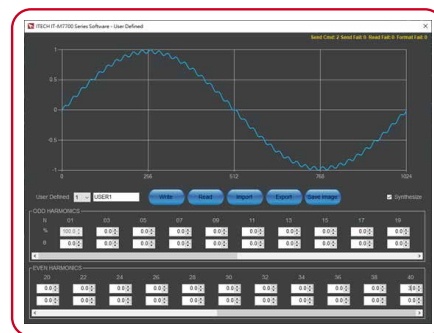 ITECH IT-M7700 Series Software - User Defined
Send Cmd: 2 Send Fail: 0 Read Fail: 0 Format Fail: 0
1
0.5
0
-0.5
-1
0 256 512 768 1024
User Defined 1 USER1 Write Read Import Export Save Image Synthesize
ODD HARMONICS
N 01 03 05 07 09 11 13 15 17 19
% 100.0 0.0 0.0 0.0 0.0 0.0 0.0 0.0 0.0 0.0
θ 0.0 0.0 0.0 0.0 0.0 0.0 0.0 0.0 0.0 0.0
EVEN HARMONICS
20 22 24 26 28 30 32 34 36 38 40
0.0 0.0 0.0 0.0 0.0 0.0 0.0 0.0 0.0 0.0
0.0 0.0 0.0 0.0 0.0 0.0 0.0 0.0 0.0 0.0 0.0